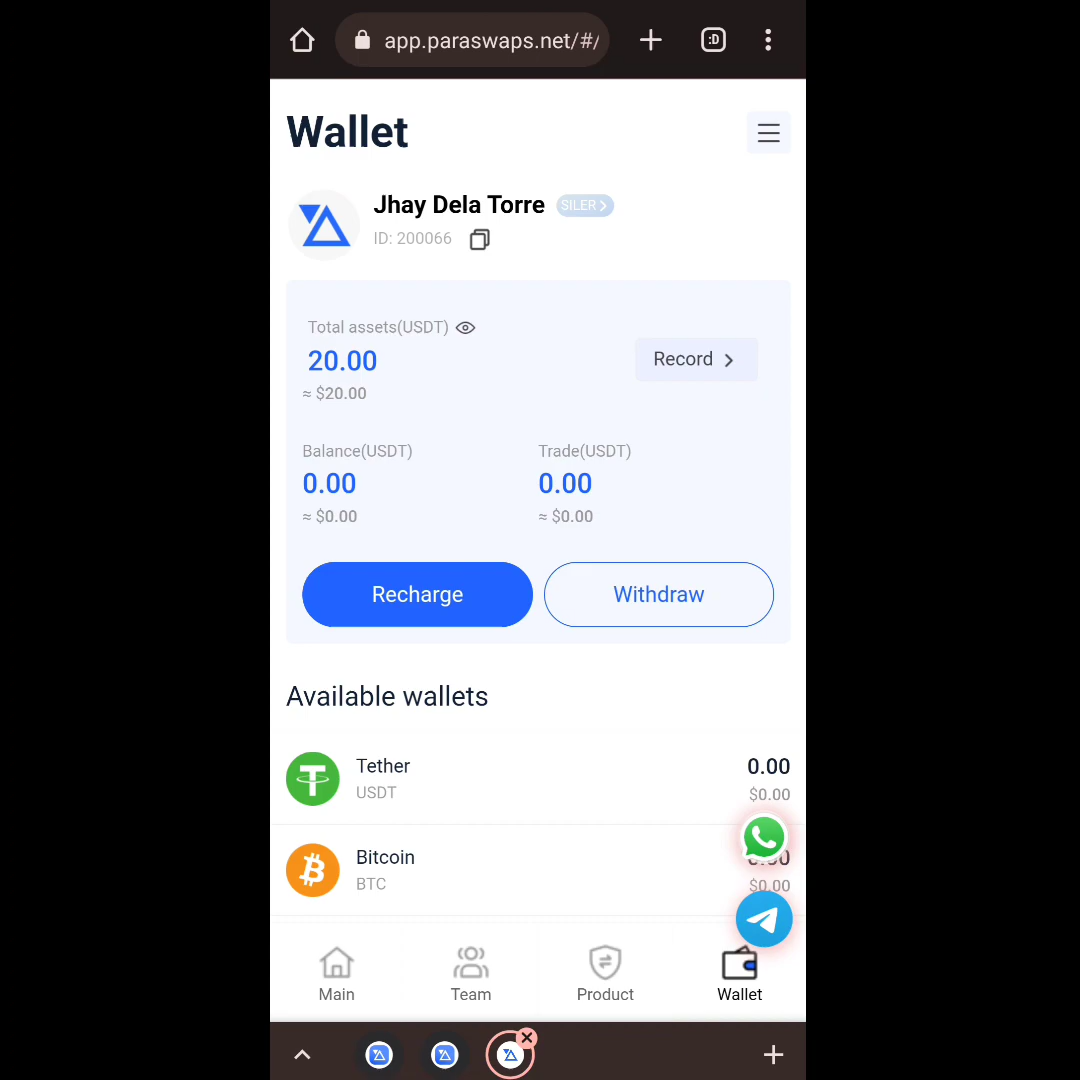 app.paraswaps.net/#/
:D
Wallet
Jhay Dela Torre SILER >
ID: 200066
Total assets(USDT)
20.00
≈ $20.00
Record >
Balance(USDT) Trade(USDT)
0.00 0.00
≈ $0.00 ≈ $0.00
Recharge Withdraw
Available wallets
Tether 0.00
USDT $0.00
Bitcoin 0.00
BTC $0.00
Main Team Product Wallet